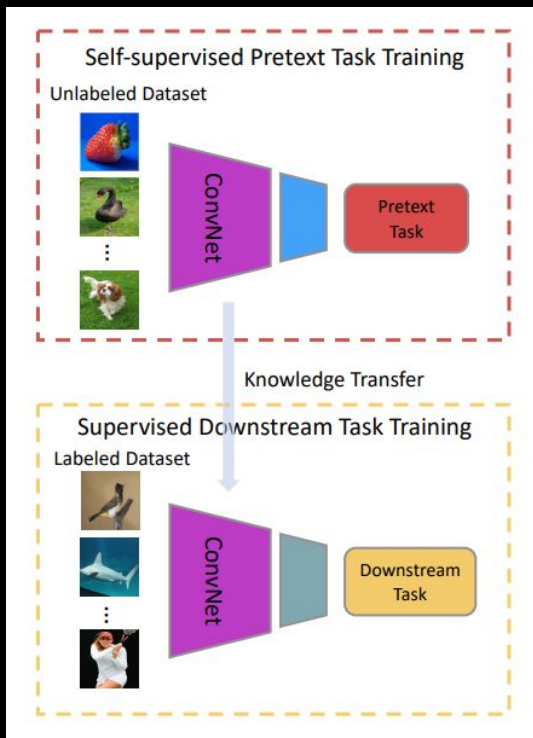 Self-supervised Pretext Task Training
Unlabeled Dataset
ConvNet
Pretext
Task
...
Knowledge Transfer
Supervised Downstream Task Training
Labeled Dataset
ConvNet
Downstream
Task
...